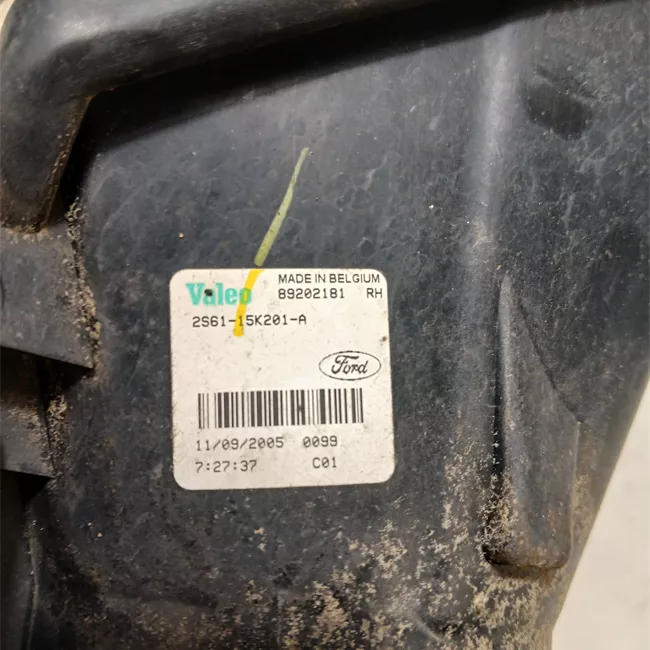 MADE IN BELGIUM
Valeo 89202181 RH
2S61-15K201-A
Ford
11/09/2005 0099
7:27:37 C01